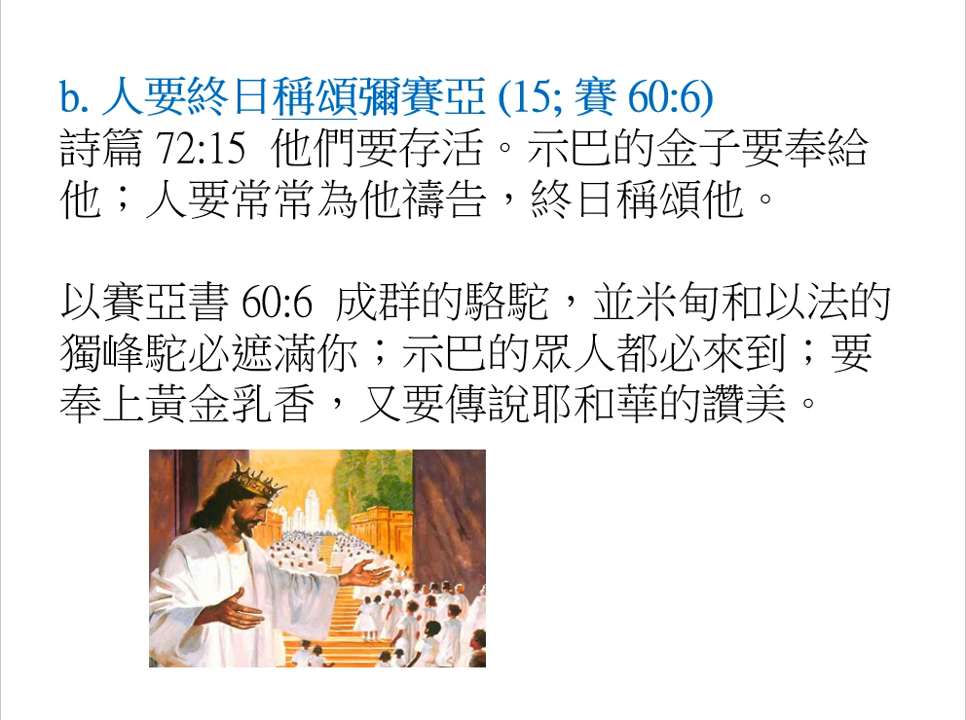 b. 人要終日稱頌彌賽亞 (15; 賽 60:6)
詩篇 72:15 他們要存活。示巴的金子要奉給
他；人要常常為他禱告，終日稱頌他。
以賽亞書 60:6 成群的駱駝，並米甸和以法的
獨峰駝必遮滿你；示巴的眾人都必來到；要
奉上黃金乳香，又要傳說耶和華的讚美。